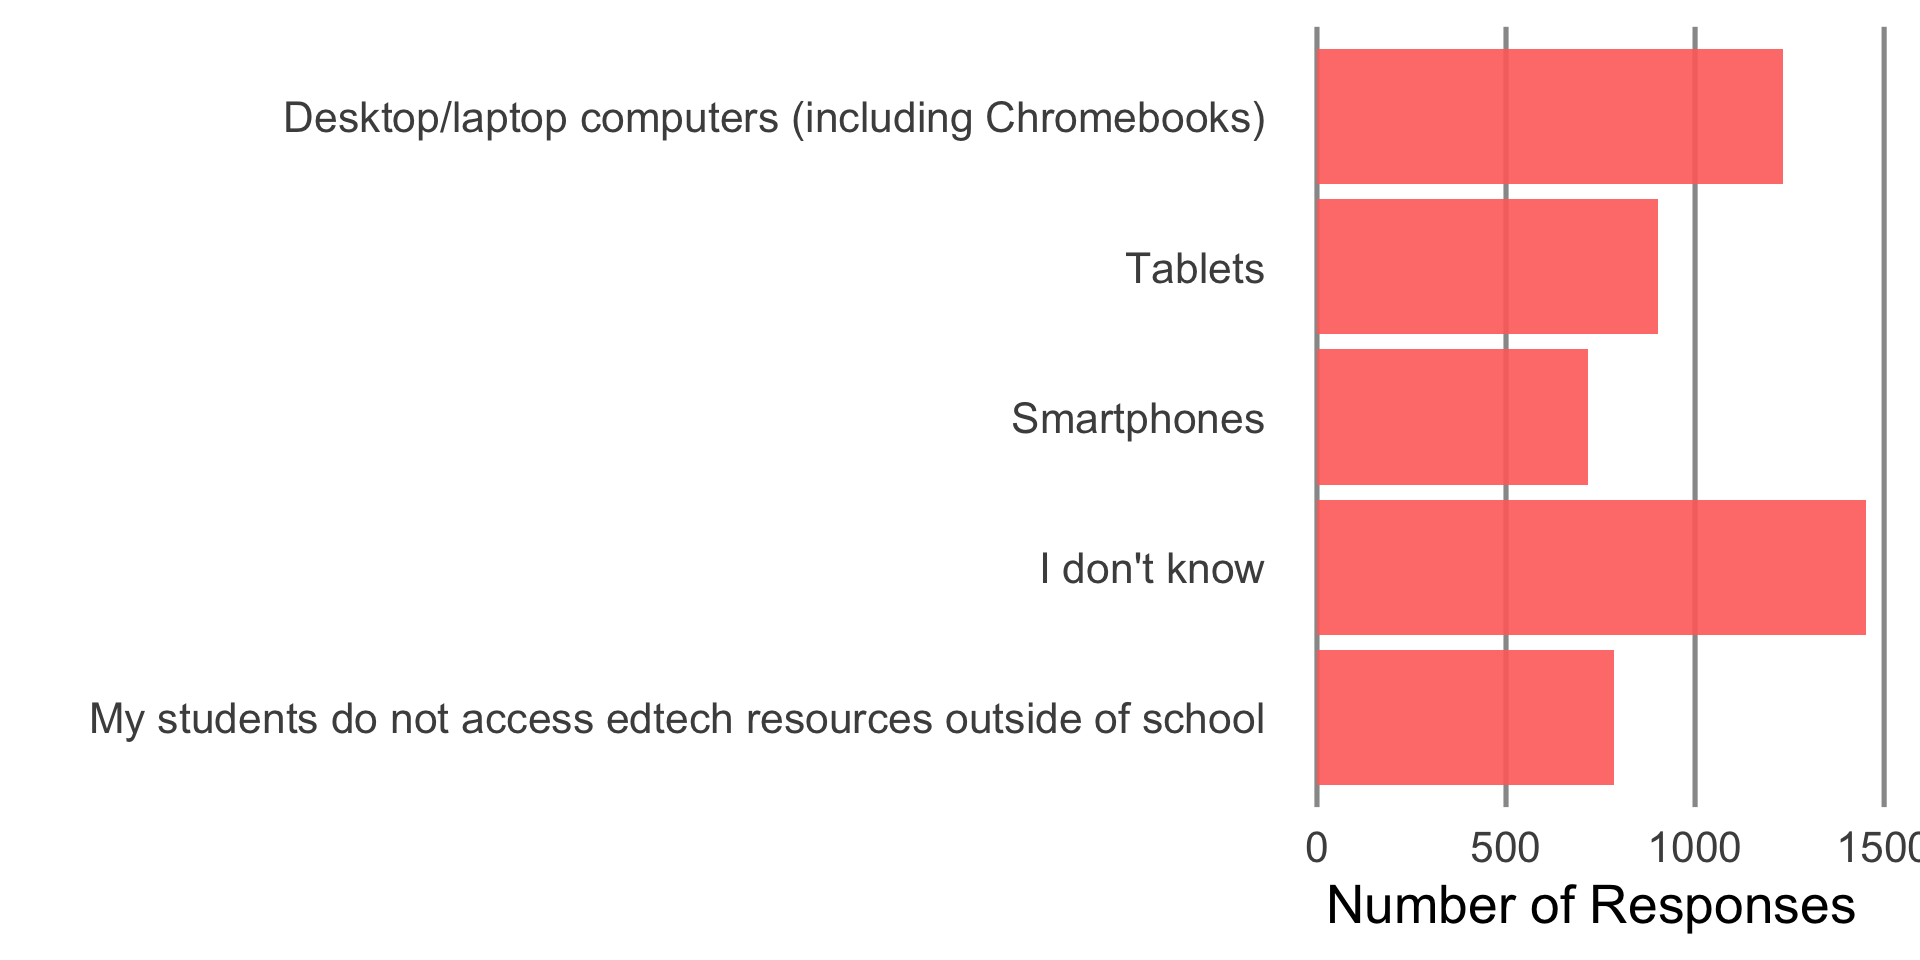 Desktop/laptop computers (including Chromebooks)
Tablets
Smartphones
I don't know
My students do not access edtech resources outside of school
0 500 1000 1500
Number of Responses